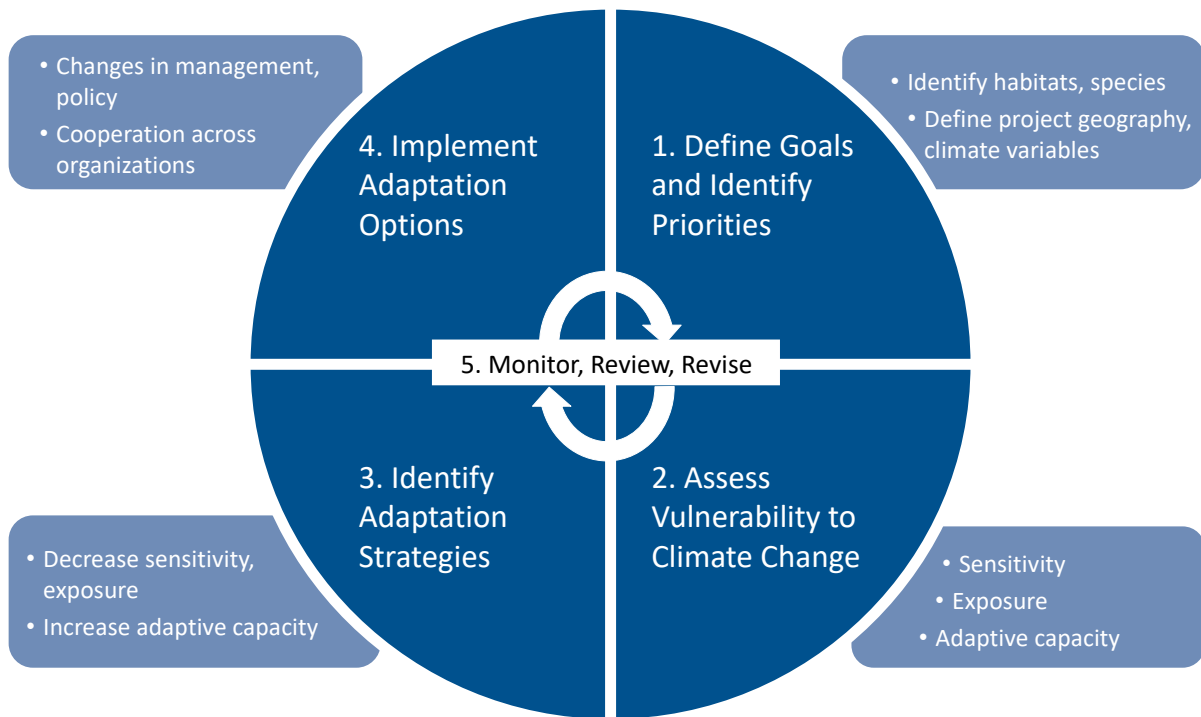 • Changes in management,
policy
• Cooperation across
organizations
4. Implement
Adaptation
Options
1. Define Goals
and Identify
Priorities
• Identify habitats, species
• Define project geography,
climate variables
5. Monitor, Review, Revise
• Decrease sensitivity,
exposure
• Increase adaptive capacity
3. Identify
Adaptation
Strategies
2. Assess
Vulnerability to
Climate Change
• Sensitivity
• Exposure
• Adaptive capacity